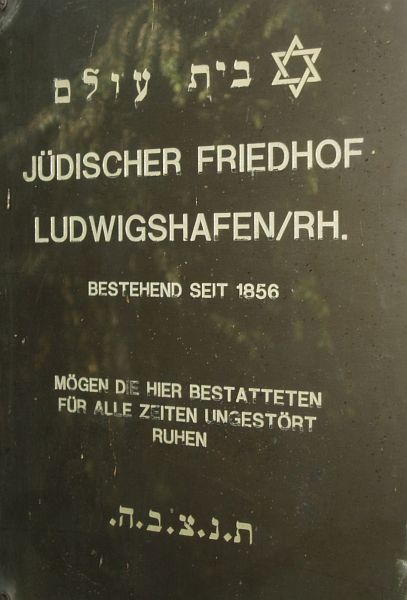 בית עולם
JÜDISCHER FRIEDHOF
LUDWIGSHAFEN/RH.
BESTEHEND SEIT 1856
MÖGEN DIE HIER BESTATTETEN
FÜR ALLE ZEITEN UNGESTÖRT
RUHEN
ת.נ.צ.ב.ה.